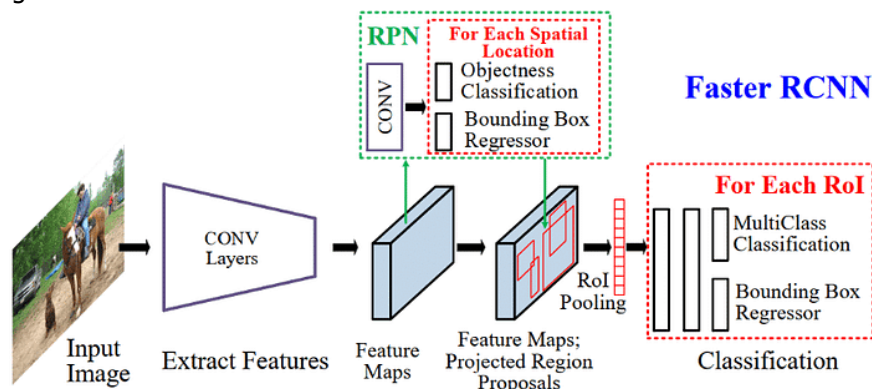 RPN
For Each Spatial
Location
CONV
Objectness
Classification
Bounding Box
Regressor
Faster RCNN
For Each RoI
CONV
Layers
MultiClass
Classification
Bounding Box
Regressor
RoI
Pooling
Input
Image
Extract Features
Feature
Maps
Feature Maps;
Projected Region
Proposals
Classification